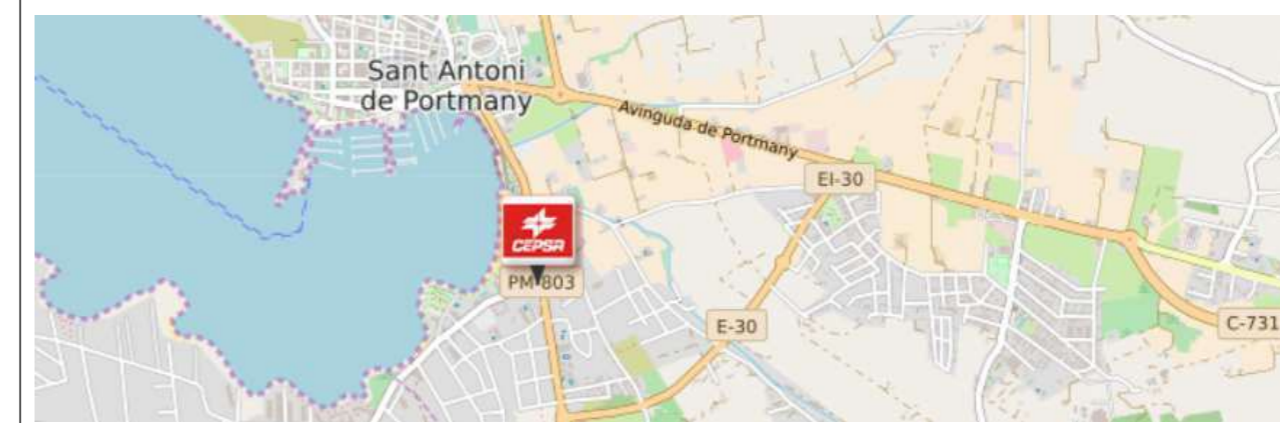 Sant Antoni
de Portmany
Avinguda de Portmany
EI-30
CEPSA
PM-803
E-30
C-731